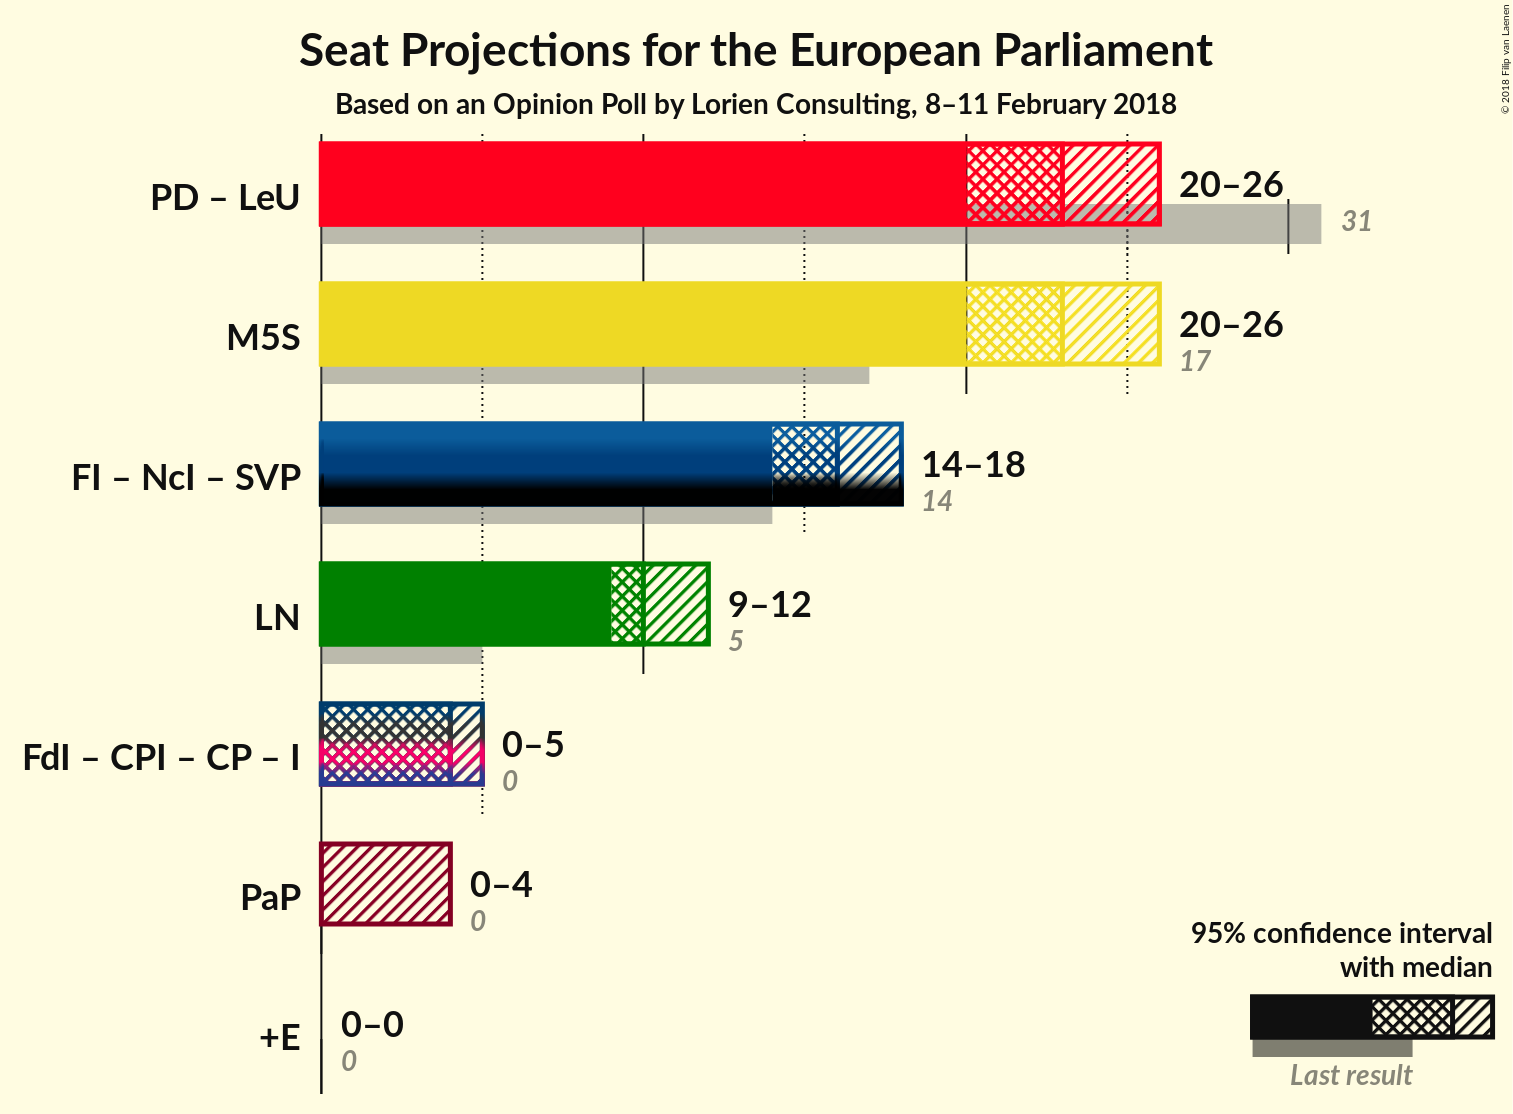 Seat Projections for the European Parliament
Based on an Opinion Poll by Lorien Consulting, 8–11 February 2018
© 2018 Filip van Laenen
PD – LeU
20–26
31
M5S
20–26
17
FI – NcI – SVP
14–18
14
LN
9–12
5
FdI – CPI – CP – I
0–5
0
PaP
0–4
0
+E
0–0
0
95% confidence interval
with median
Last result